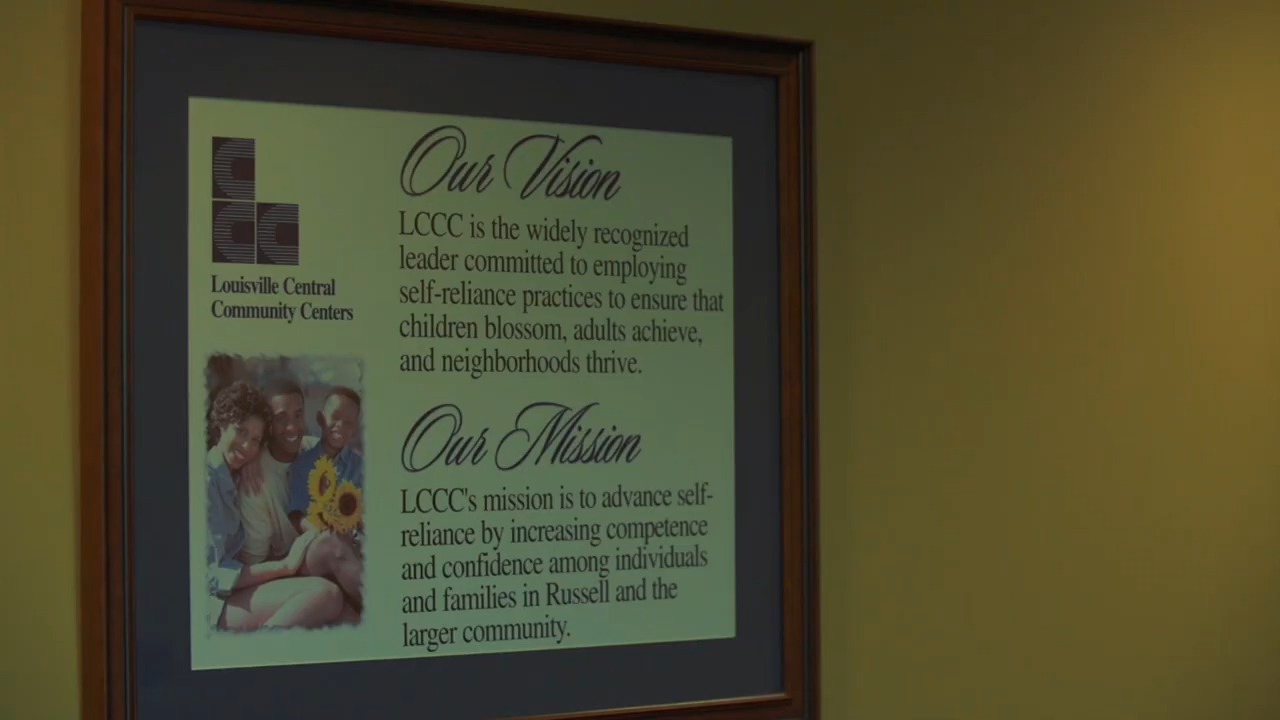 LCC
Louisville Central
Community Centers
Our Vision
LCCC is the widely recognized
leader committed to employing
self-reliance practices to ensure that
children blossom, adults achieve,
and neighborhoods thrive.
Our Mission
LCCC's mission is to advance self-
reliance by increasing competence
and confidence among individuals
and families in Russell and the
larger community.